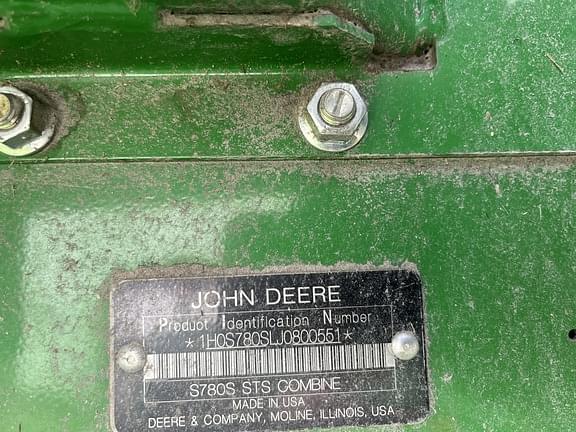 JOHN DEERE
Product Identification Number
*1H0S780SLJ0800551*
S780S STS COMBINE
MADE IN USA
DEERE & COMPANY, MOLINE, ILLINOIS, USA